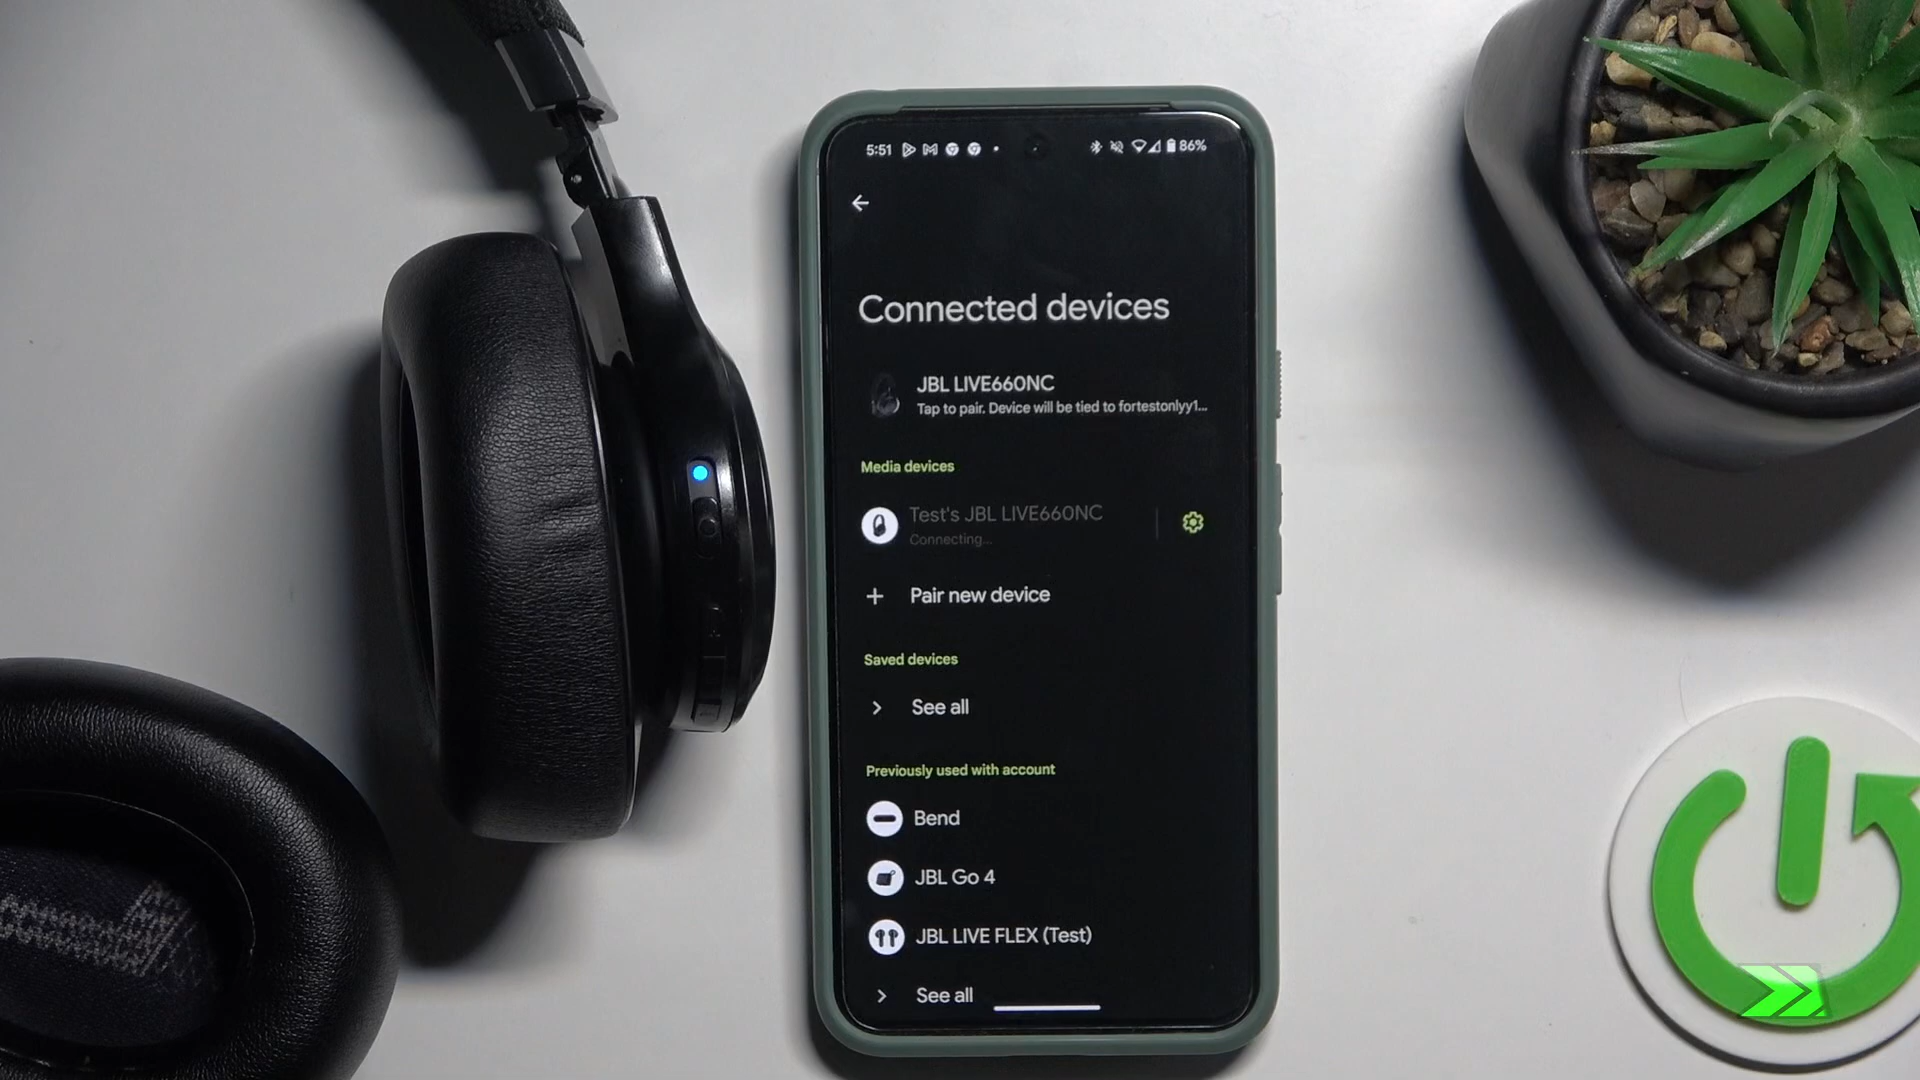 5:51
86%
Connected devices
JBL LIVE660NC
Tap to pair. Device will be tied to fortestonlyy1...
Media devices
Test's JBL LIVE660NC
Connecting...
Pair new device
Saved devices
See all
Previously used with account
Bend
JBL Go 4
JBL LIVE FLEX (Test)
See all